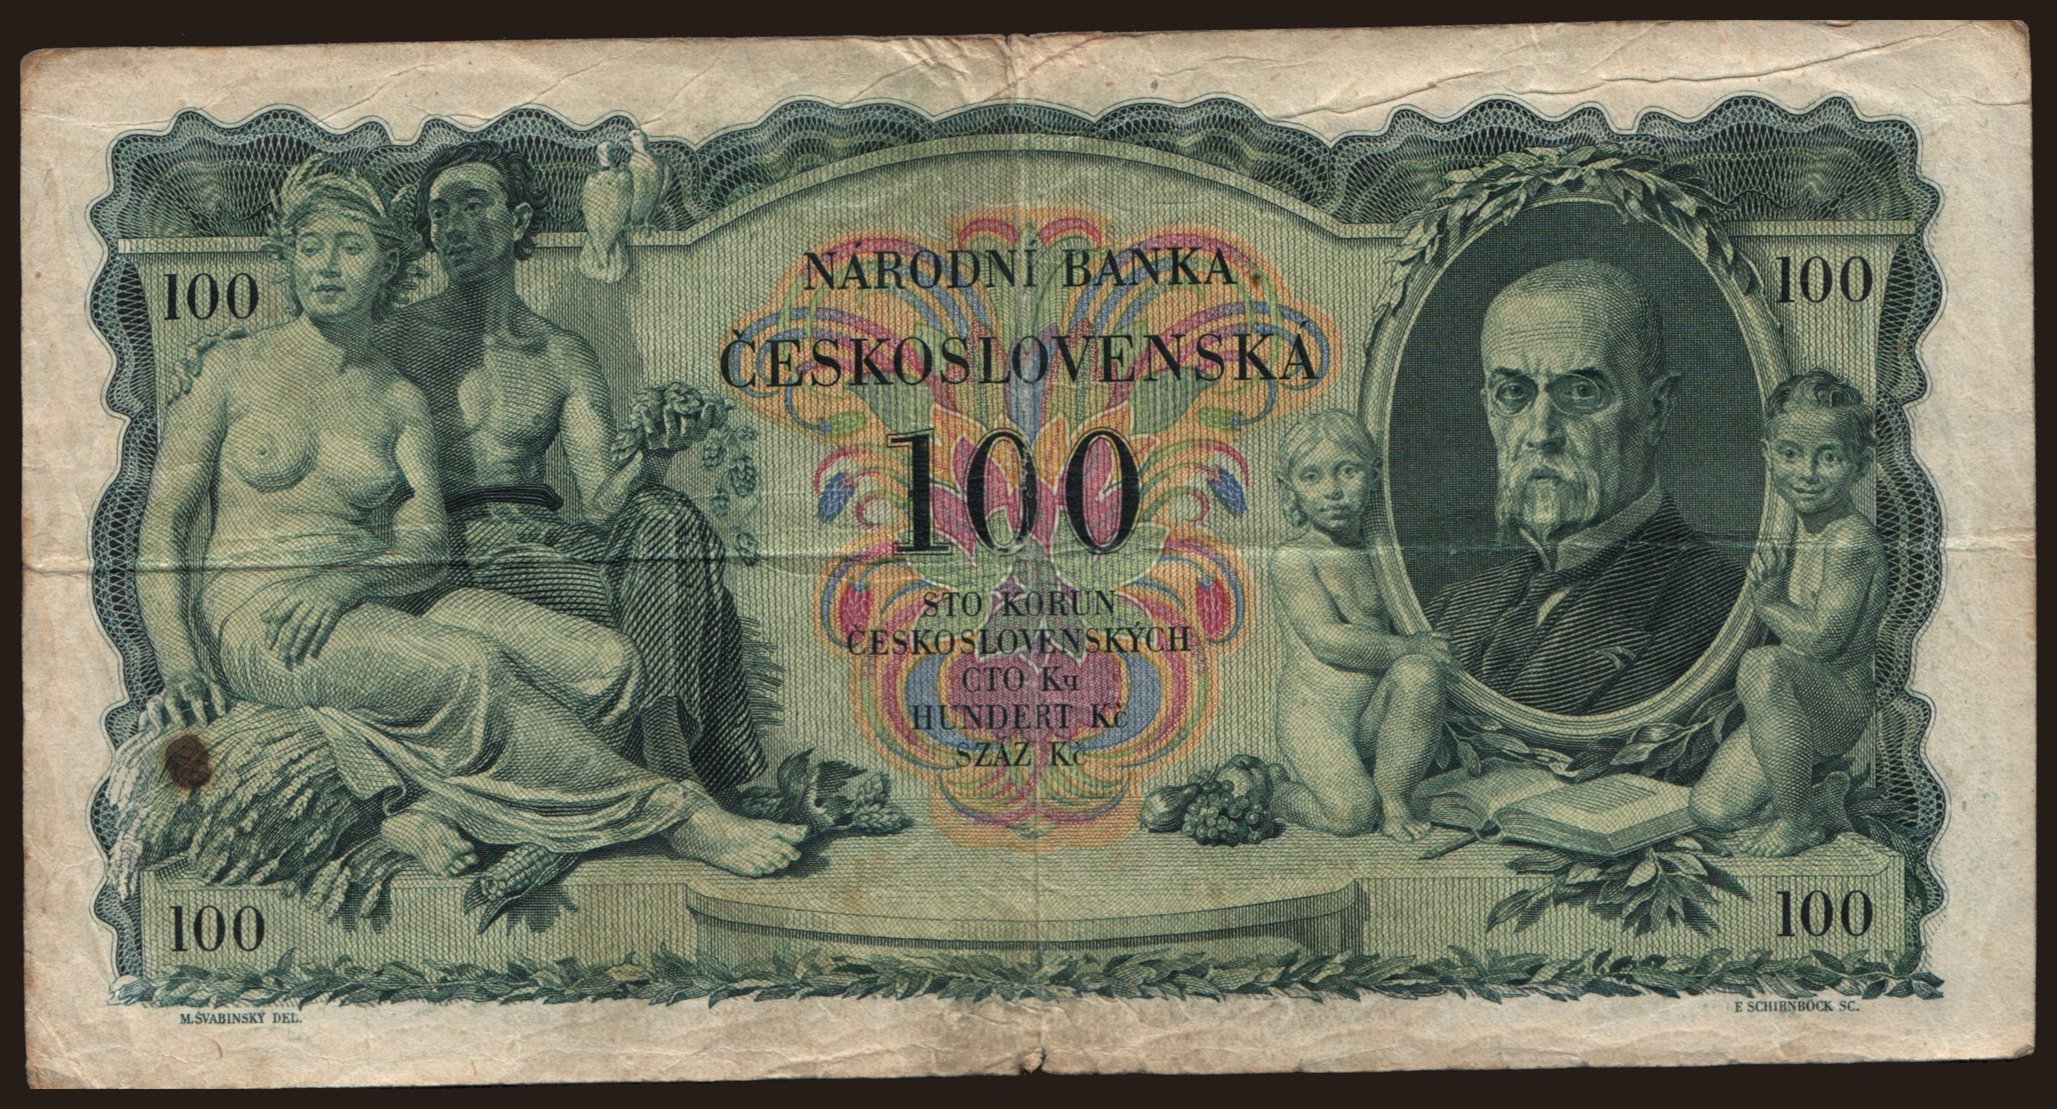 100
100
NÁRODNÍ BANKA
ČESKOSLOVENSKÁ
100
STO KORUN
ČESKOSLOVENSKÝCH
СТО Кч
HUNDERT Kč
SZÁZ Kč
100
100
M. ŠVABINSKÝ DEL.
F. SCHIRNBÖCK SC.